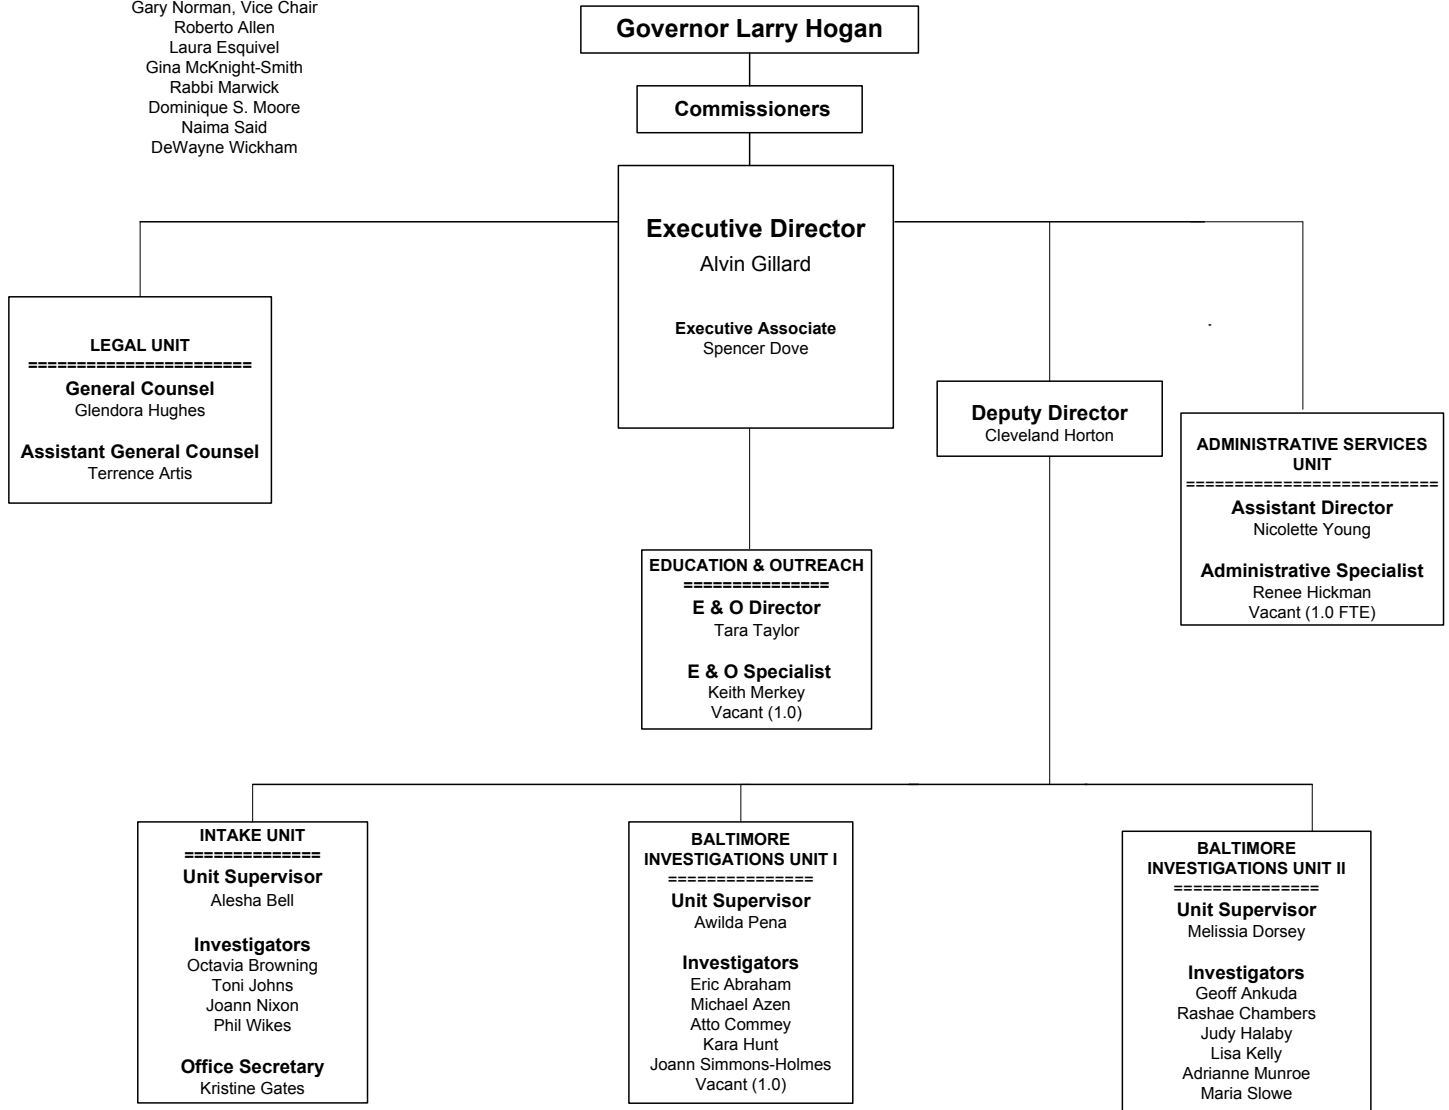 Gary Norman, Vice Chair
Roberto Allen
Laura Esquivel
Gina McKnight-Smith
Rabbi Marwick
Dominique S. Moore
Naima Said
DeWayne Wickham
Governor Larry Hogan
Commissioners
Executive Director
Alvin Gillard
Executive Associate
Spencer Dove
LEGAL UNIT
=======================
General Counsel
Glendora Hughes
Assistant General Counsel
Terrence Artis
Deputy Director
Cleveland Horton
ADMINISTRATIVE SERVICES
UNIT
==========================
Assistant Director
Nicolette Young
Administrative Specialist
Renee Hickman
Vacant (1.0 FTE)
EDUCATION & OUTREACH
===============
E & O Director
Tara Taylor
E & O Specialist
Keith Merkey
Vacant (1.0)
INTAKE UNIT
==============
Unit Supervisor
Alesha Bell
Investigators
Octavia Browning
Toni Johns
Joann Nixon
Phil Wikes
Office Secretary
Kristine Gates
BALTIMORE
INVESTIGATIONS UNIT I
===============
Unit Supervisor
Awilda Pena
Investigators
Eric Abraham
Michael Azen
Atto Commey
Kara Hunt
Joann Simmons-Holmes
Vacant (1.0)
BALTIMORE
INVESTIGATIONS UNIT II
===============
Unit Supervisor
Melissia Dorsey
Investigators
Geoff Ankuda
Rashae Chambers
Judy Halaby
Lisa Kelly
Adrianne Munroe
Maria Slowe